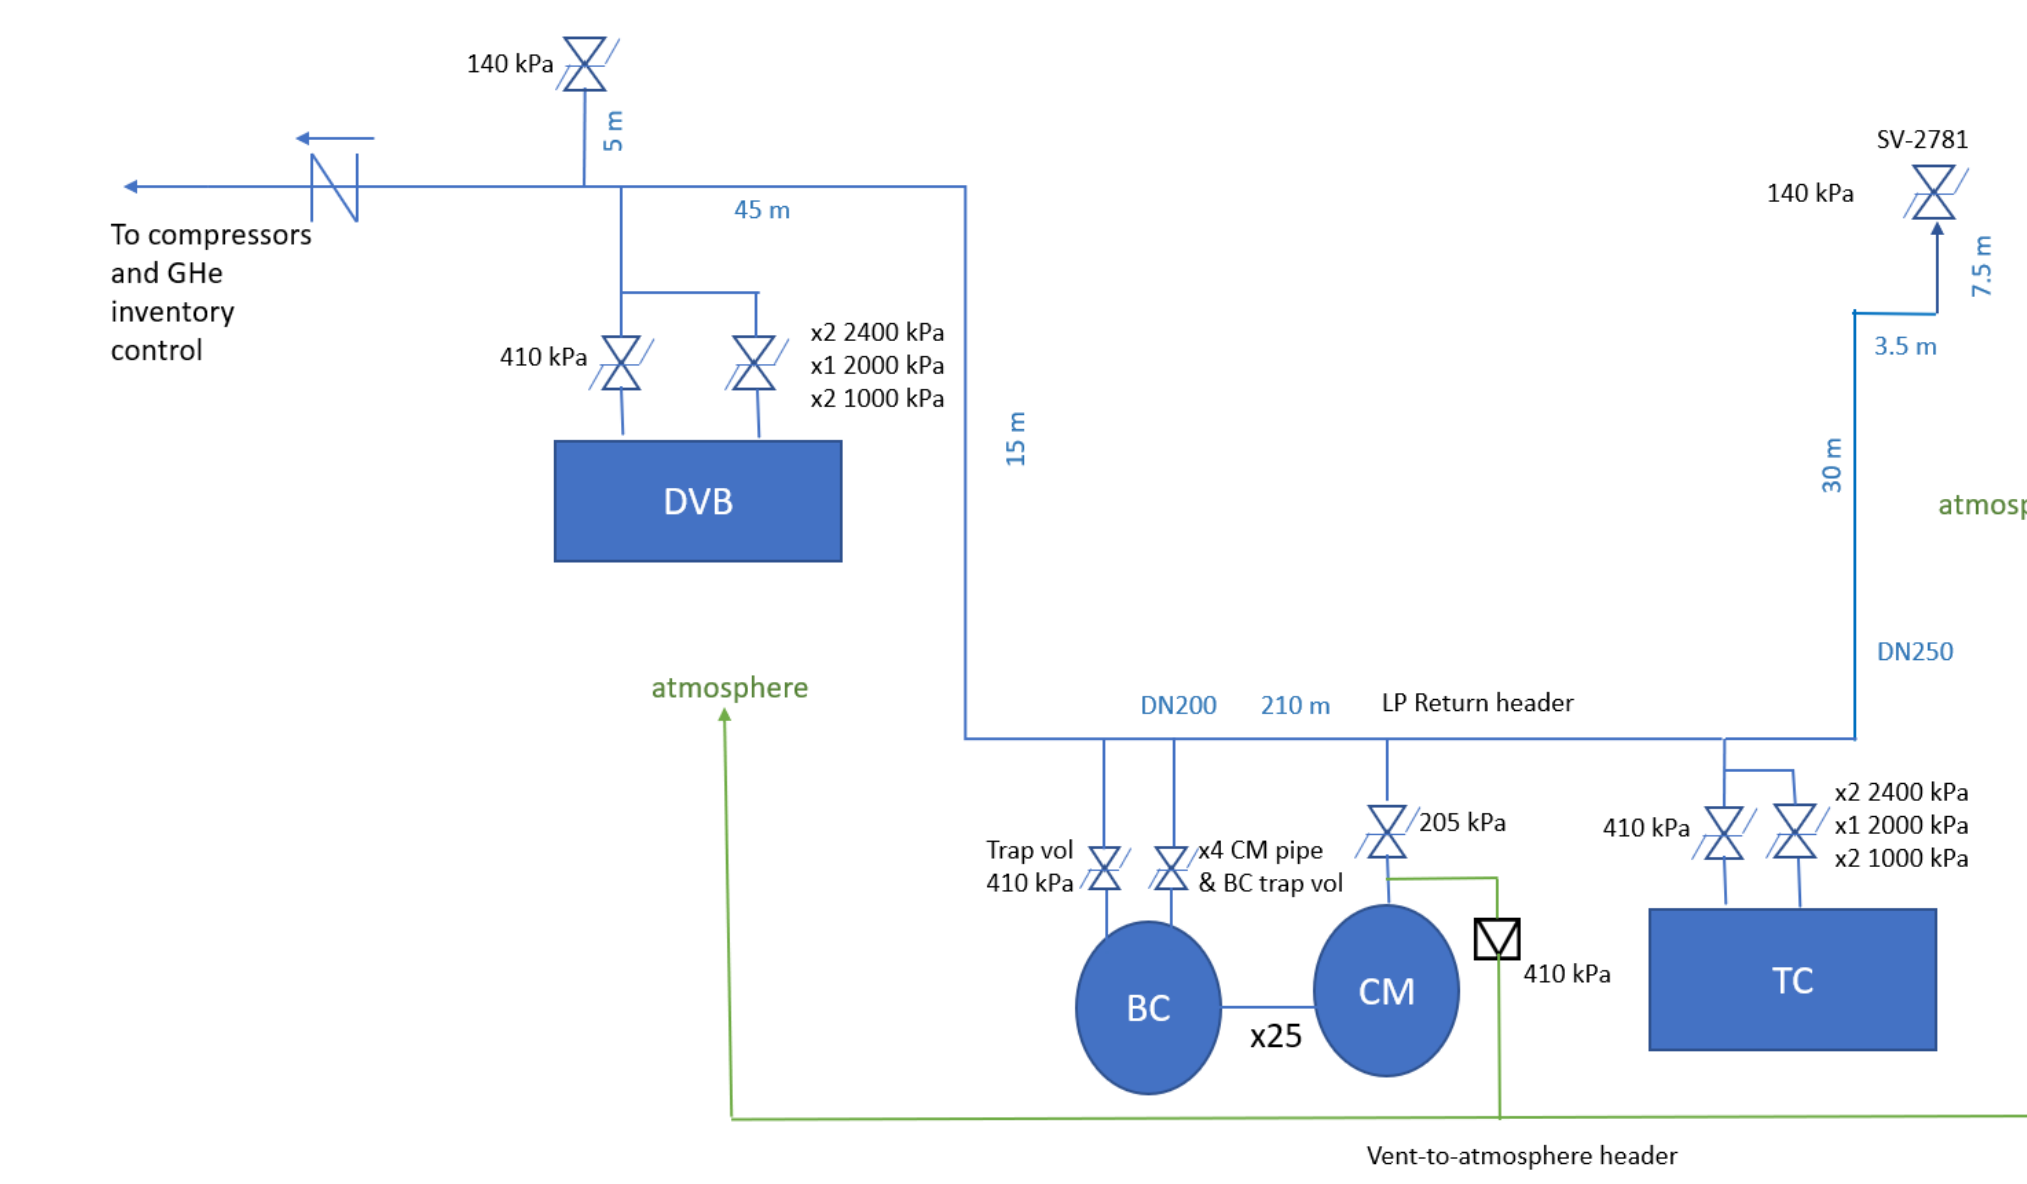 140 kPa
5 m
SV-2781
140 kPa
45 m
7.5 m
To compressors
and GHe
inventory
control
410 kPa
x2 2400 kPa
x1 2000 kPa
x2 1000 kPa
3.5 m
15 m
30 m
DVB
atmosp
DN250
atmosphere
DN200
210 m
LP Return header
Trap vol
410 kPa
x4 CM pipe
& BC trap vol
205 kPa
410 kPa
x2 2400 kPa
x1 2000 kPa
x2 1000 kPa
BC
x25
CM
410 kPa
TC
Vent-to-atmosphere header